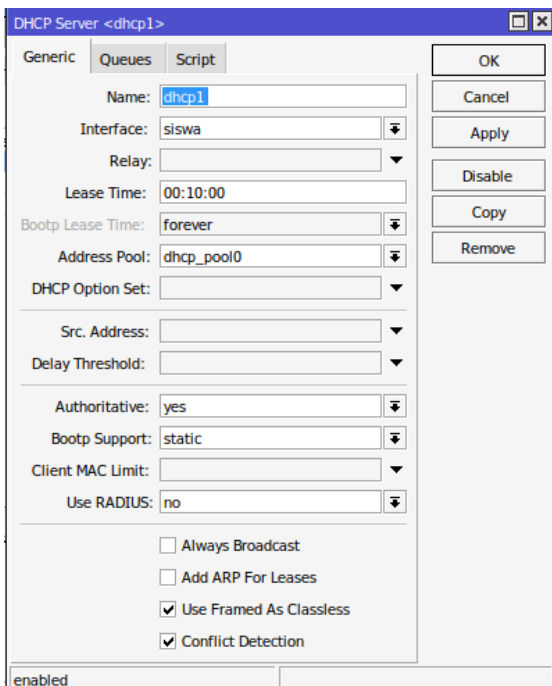 DHCP Server <dhcp1>
Generic Queues Script
Name: dhcp1
Interface: siswa
Relay:
Lease Time: 00:10:00
Bootp Lease Time: forever
Address Pool: dhcp_pool0
DHCP Option Set:
Src. Address:
Delay Threshold:
Authoritative: yes
Bootp Support: static
Client MAC Limit:
Use RADIUS: no
Always Broadcast
Add ARP For Leases
Use Framed As Classless
Conflict Detection
enabled
OK
Cancel
Apply
Disable
Copy
Remove